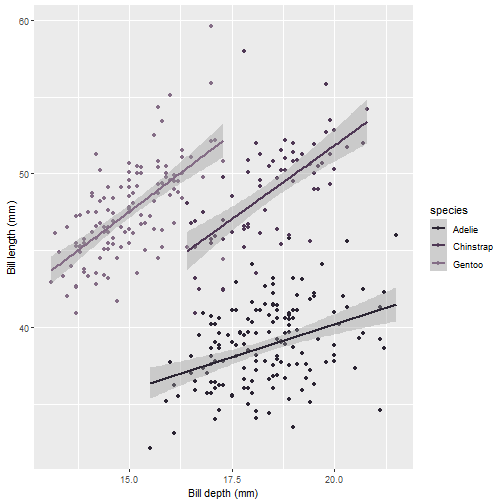 60
50
40
Bill length (mm)
15.0
17.5
20.0
Bill depth (mm)
species
Adelie
Chinstrap
Gentoo